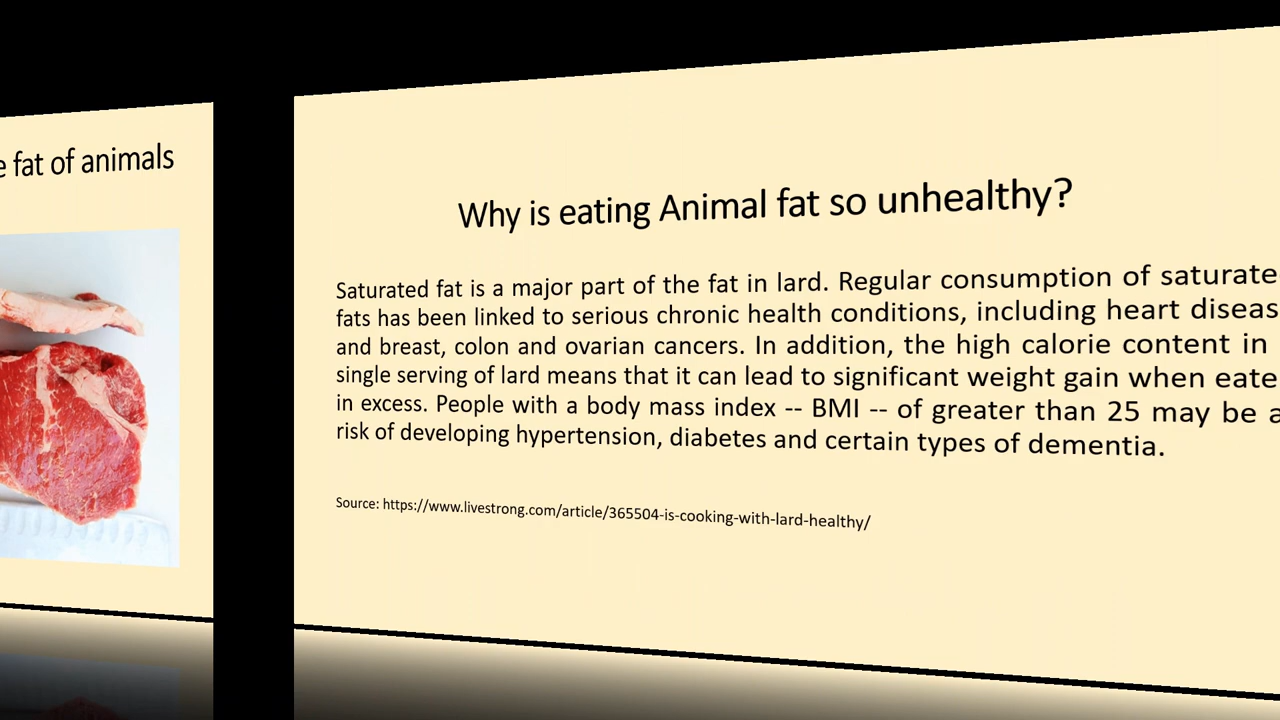 fat of animals
Why is eating Animal fat so unhealthy?
Saturated fat is a major part of the fat in lard. Regular consumption of
fats has been linked to serious chronic health conditions, including heart
and breast, colon and ovarian cancers. In addition, the high calorie content in
single serving of lard means that it can lead to significant weight gain when
in excess. People with a body mass index -- BMI -- of greater than 25 may be
risk of developing hypertension, diabetes and certain types of dementia.
Source: https://www.livestrong.com/article/365504-is-cooking-with-lard-healthy/